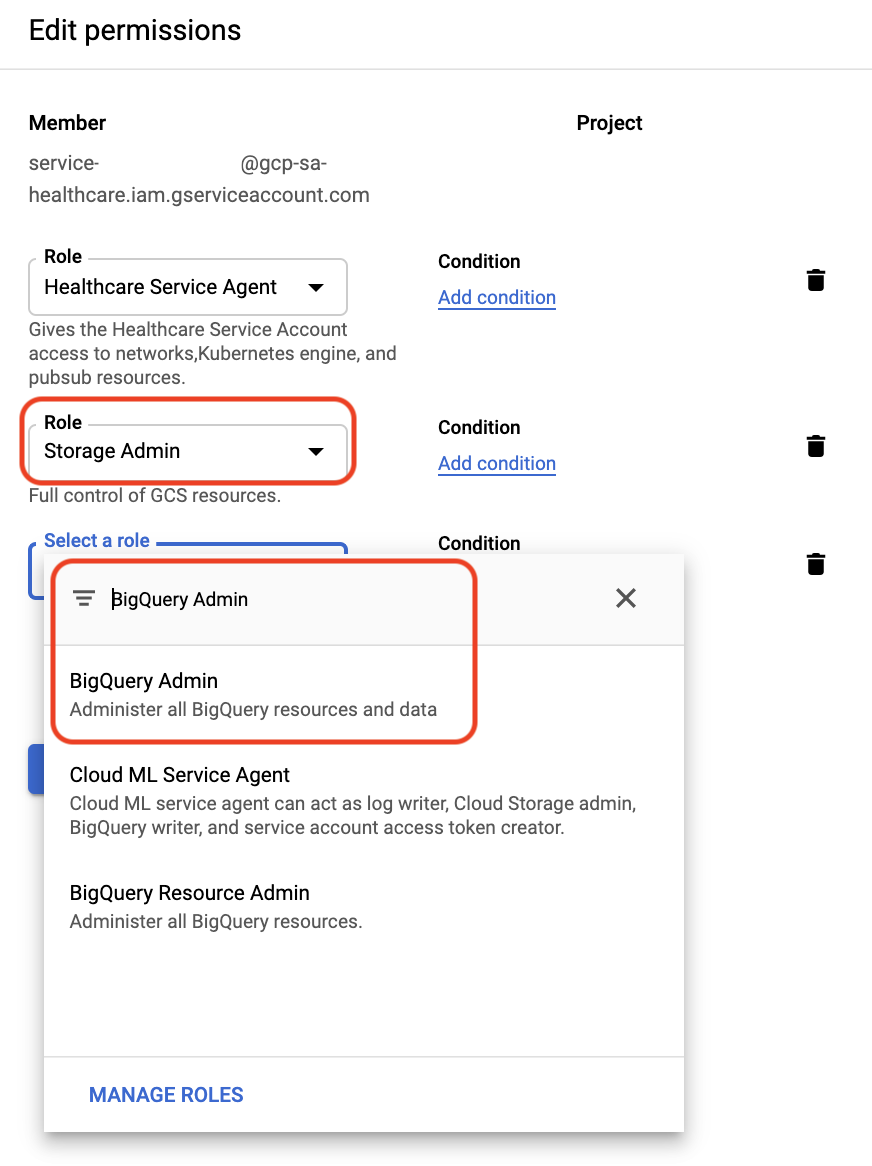 Edit permissions
Member
Project
service- @gcp-sa-
healthcare.iam.gserviceaccount.com
Role
Healthcare Service Agent
Condition
Add condition
Gives the Healthcare Service Account
access to networks,Kubernetes engine, and
pubsub resources.
Role
Storage Admin
Condition
Add condition
Full control of GCS resources.
Select a role
Condition
BigQuery Admin
BigQuery Admin
Administer all BigQuery resources and data
Cloud ML Service Agent
Cloud ML service agent can act as log writer, Cloud Storage admin,
BigQuery writer, and service account access token creator.
BigQuery Resource Admin
Administer all BigQuery resources.
MANAGE ROLES